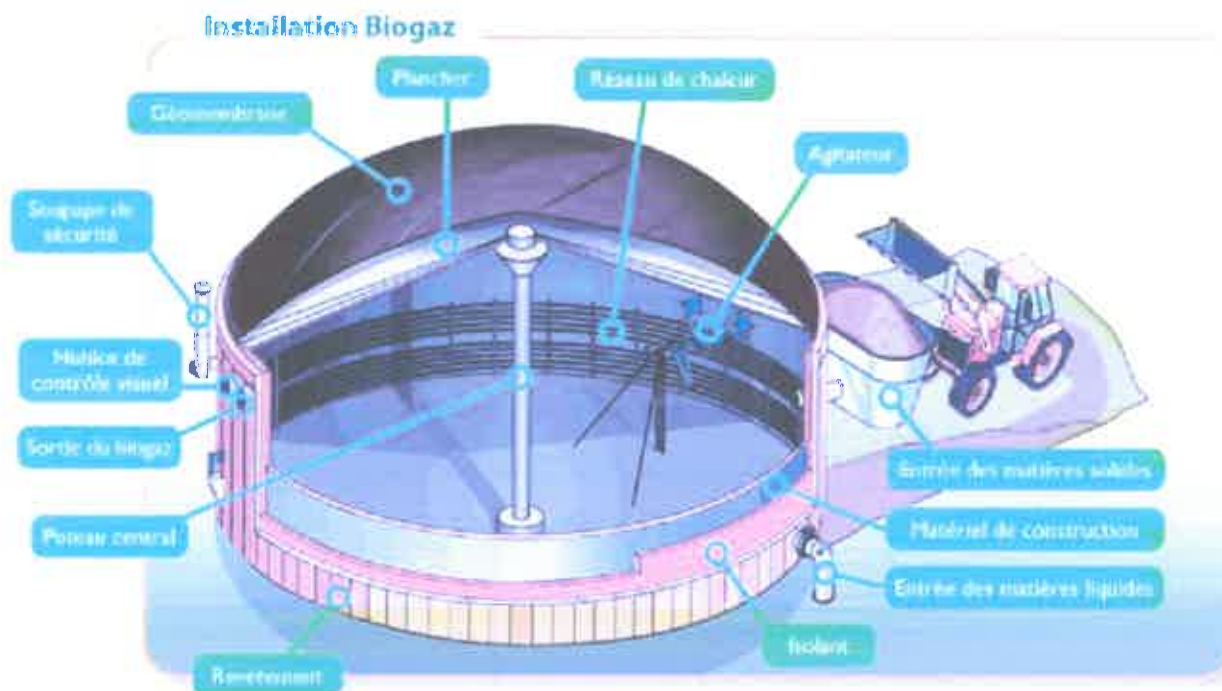 Installation Biogaz
Plancher
Réseau de chaleur
Géomembrane
Agitateur
Soupape de
sécurité
Hublot de
contrôle visuel
Sortie du biogaz
Entrée des matières solides
Poteau central
Matériel de construction
Entrée des matières liquides
Isolant
Revêtement